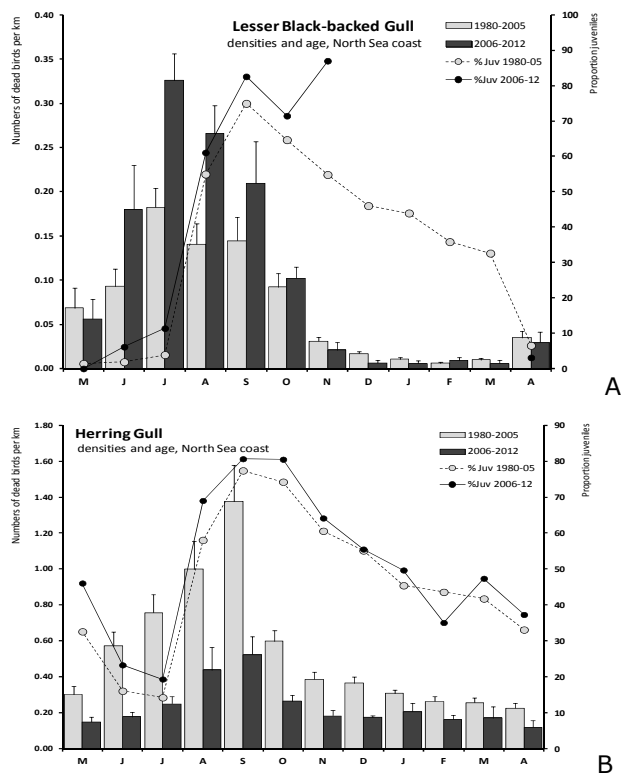 Lesser Black-backed Gull
densities and age, North Sea coast
1980-2005
2006-2012
% Juv 1980-05
%Juv 2006-12
Numbers of dead birds per km
0.40
0.35
0.30
0.25
0.20
0.15
0.10
0.05
0.00
Proportion juveniles
100
90
80
70
60
50
40
30
20
10
0
M J J A S O N D J F M A
A
Herring Gull
densities and age, North Sea coast
1980-2005
2006-2012
% Juv 1980-05
%Juv 2006-12
Numbers of dead birds per km
1.80
1.60
1.40
1.20
1.00
0.80
0.60
0.40
0.20
0.00
Proportion juveniles
90
80
70
60
50
40
30
20
10
0
M J J A S O N D J F M A
B